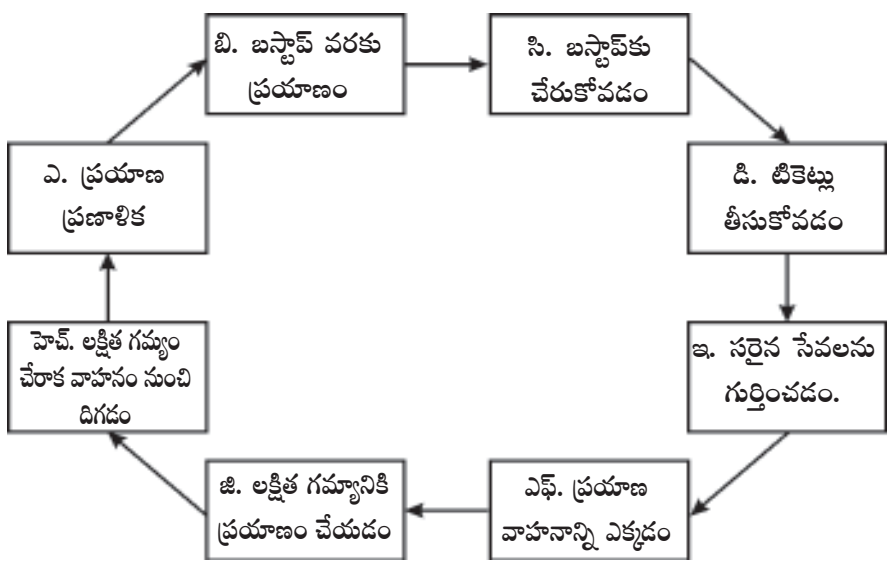 ఎ. ప్రయాణ
ప్రణాళిక
బి. బస్టాప్ వరకు
ప్రయాణం
సి. బస్టాప్‌కు
చేరుకోవడం
డి. టికెట్లు
తీసుకోవడం
ఇ. సరైన సేవలను
గుర్తించడం.
ఎఫ్. ప్రయాణ
వాహనాన్ని ఎక్కడం
జి. లక్షిత గమ్యానికి
ప్రయాణం చేయడం
హెచ్. లక్షిత గమ్యం
చేరాక వాహనం నుంచి
దిగడం